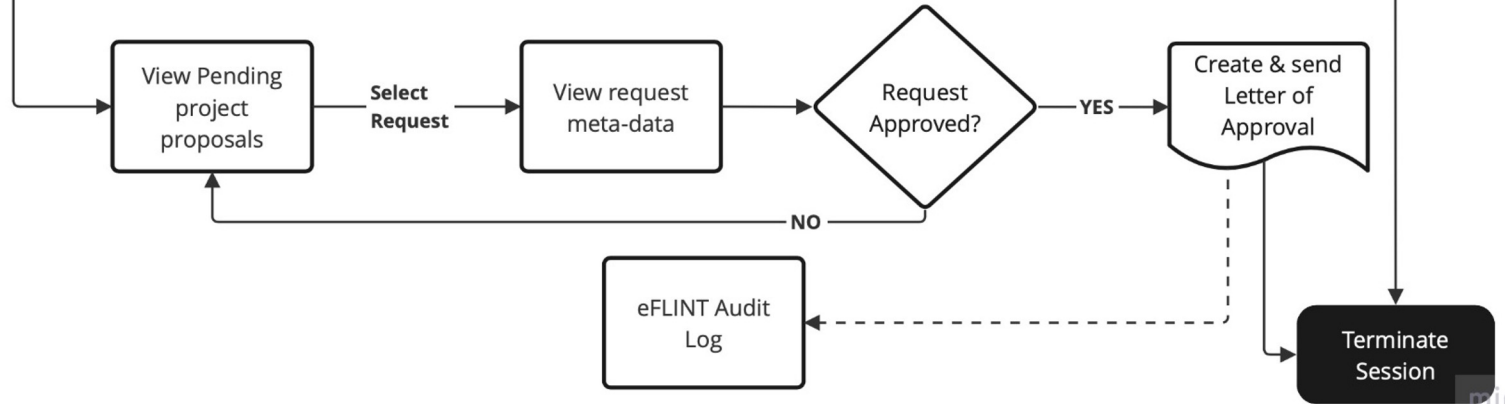 View Pending
project
proposals
Select
Request
View request
meta-data
Request
Approved?
YES
Create & send
Letter of
Approval
NO
eFLINT Audit
Log
Terminate
Session